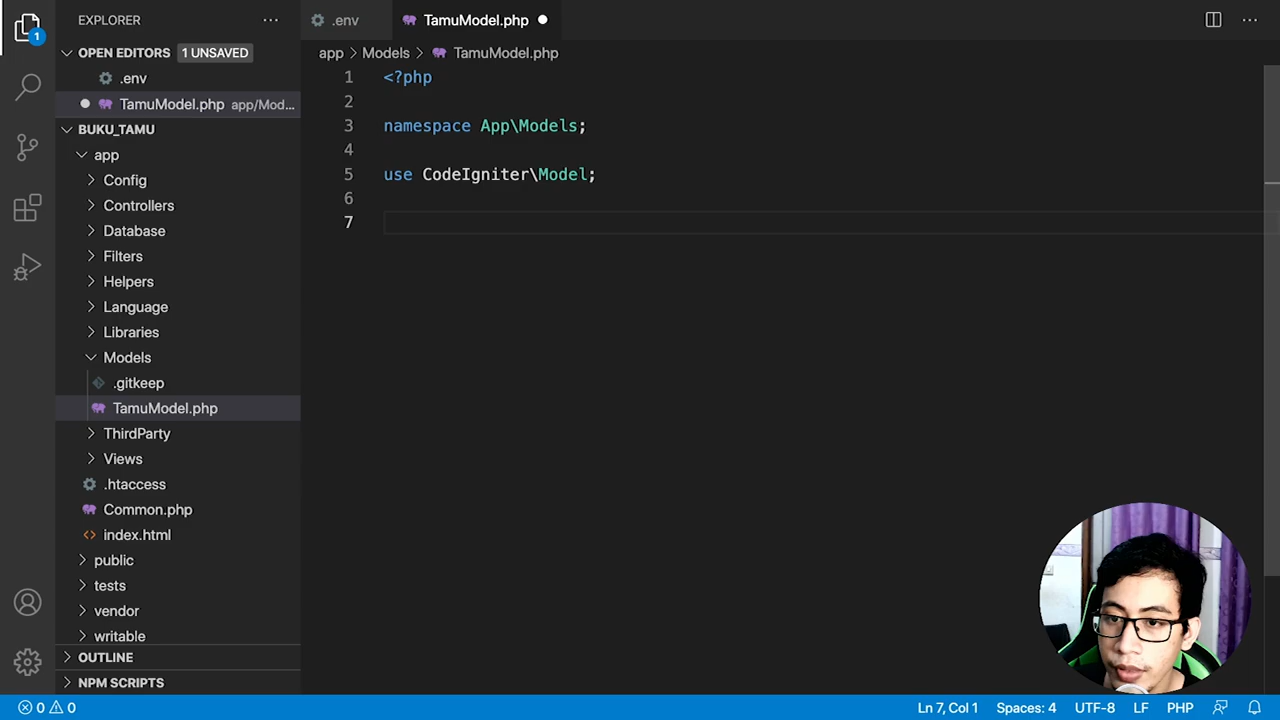 EXPLORER
OPEN EDITORS 1 UNSAVED
.env
TamuModel.php app/Mod...
BUKU_TAMU
app
Config
Controllers
Database
Filters
Helpers
Language
Libraries
Models
.gitkeep
TamuModel.php
ThirdParty
Views
.htaccess
Common.php
index.html
public
tests
vendor
writable
OUTLINE
NPM SCRIPTS
1
.env
TamuModel.php
app > Models > TamuModel.php
1 <?php
2
3 namespace App\Models;
4
5 use CodeIgniter\Model;
6
7
0 0
Ln 7, Col 1
Spaces: 4
UTF-8
LF
PHP